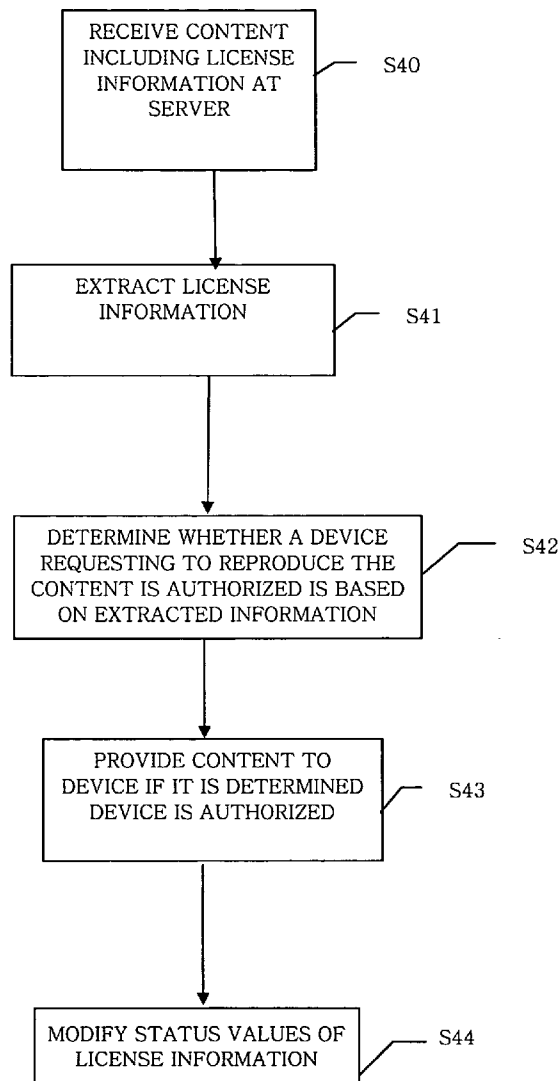 RECEIVE CONTENT
INCLUDING LICENSE
INFORMATION AT
SERVER
S40
EXTRACT LICENSE
INFORMATION
S41
DETERMINE WHETHER A DEVICE
REQUESTING TO REPRODUCE THE
CONTENT IS AUTHORIZED IS BASED
ON EXTRACTED INFORMATION
S42
PROVIDE CONTENT TO
DEVICE IF IT IS DETERMINED
DEVICE IS AUTHORIZED
S43
MODIFY STATUS VALUES OF
LICENSE INFORMATION
S44